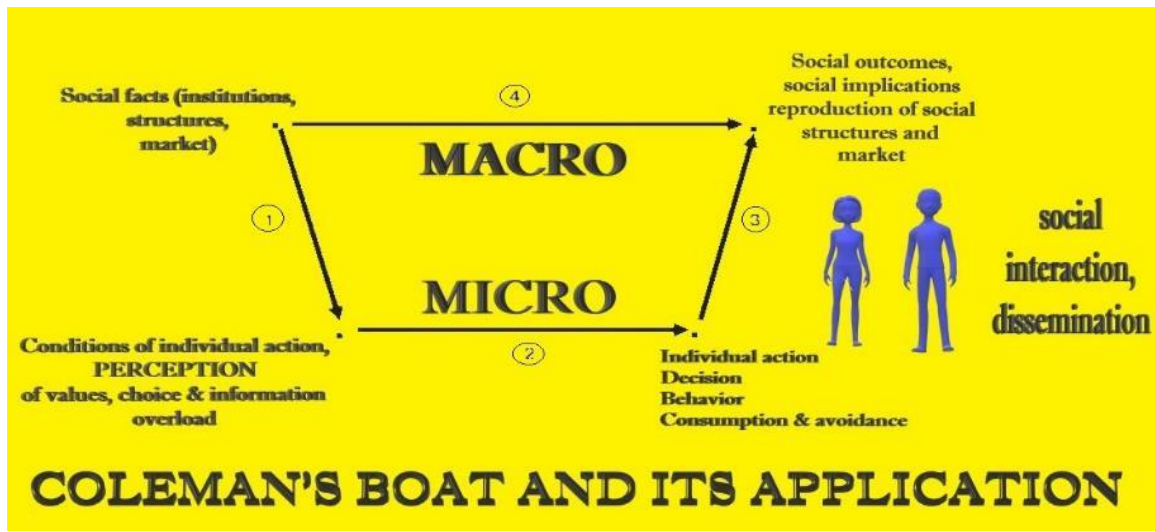 Social facts (institutions,
structures,
market)
4
Social outcomes,
social implications
reproduction of social
structures and
market
MACRO
1
3
social
interaction,
dissemination
MICRO
2
Conditions of individual action,
PERCEPTION
of values, choice & information
overload
Individual action
Decision
Behavior
Consumption & avoidance
COLEMAN'S BOAT AND ITS APPLICATION